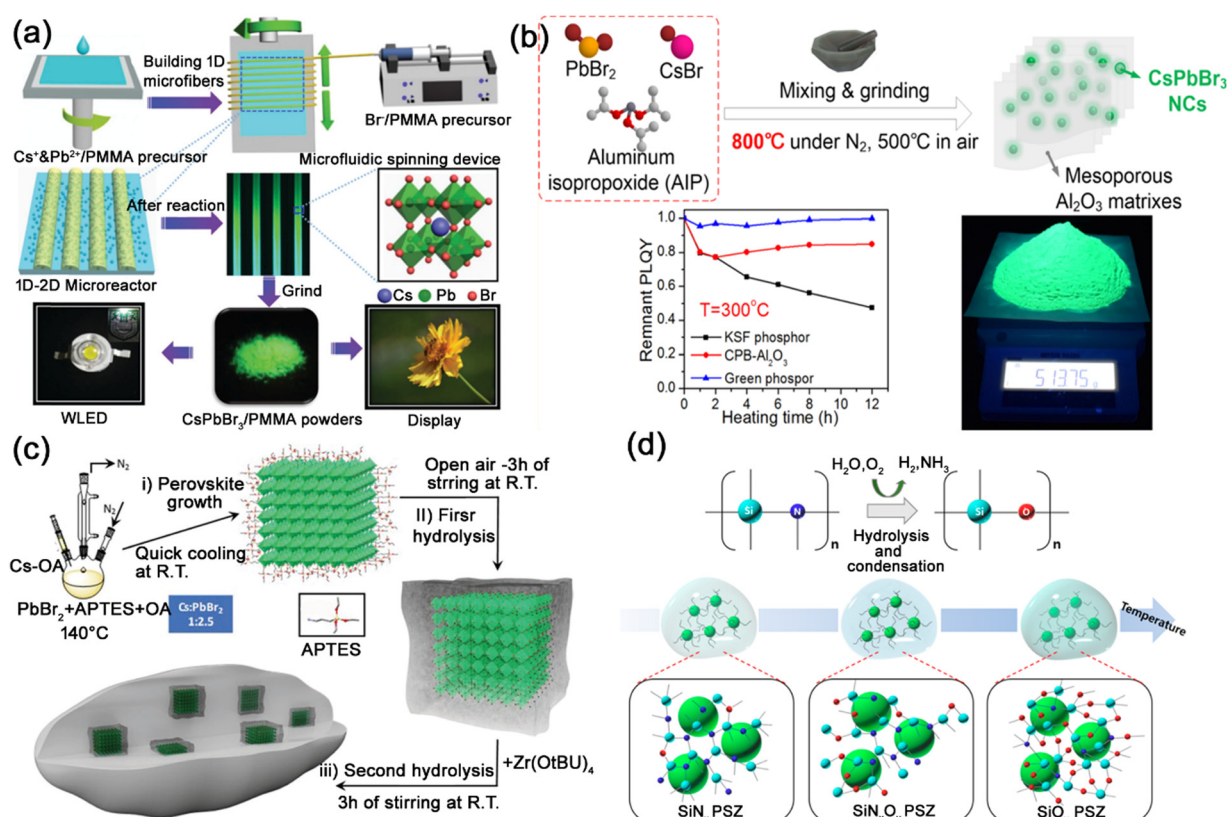 (a)
Building 1D
microfibers
Cs⁺&Pb²⁺/PMMA precursor
Br⁻/PMMA precursor
Microfluidic spinning device
After reaction
1D-2D Microreactor
Cs Pb Br
Grind
WLED
CsPbBr₃/PMMA powders
Display
(b)
PbBr₂
CsBr
Aluminum
isopropoxide (AIP)
Mixing & grinding
800℃ under N₂, 500℃ in air
CsPbBr₃
NCs
Mesoporous
Al₂O₃ matrixes
Remnant PLQY
1.0
0.8
0.6
0.4
0.2
0.0
T=300°C
KSF phosphor
CPB-Al₂O₃
Green phospor
0 2 4 6 8 10 12
Heating time (h)
51375 g
(c)
N₂
N₂
Cs-OA
PbBr₂+APTES+OA
140°C
Cs:PbBr₂
1:2.5
i) Perovskite
growth
Quick cooling
at R.T.
APTES
Open air -3h of
strring at R.T.
II) Firsr
hydrolysis
+Zr(OtBU)₄
iii) Second hydrolysis
3h of stirring at R.T.
(d)
Si N n
H₂O,O₂ H₂,NH₃
Hydrolysis
and
condensation
Si O n
Temperature